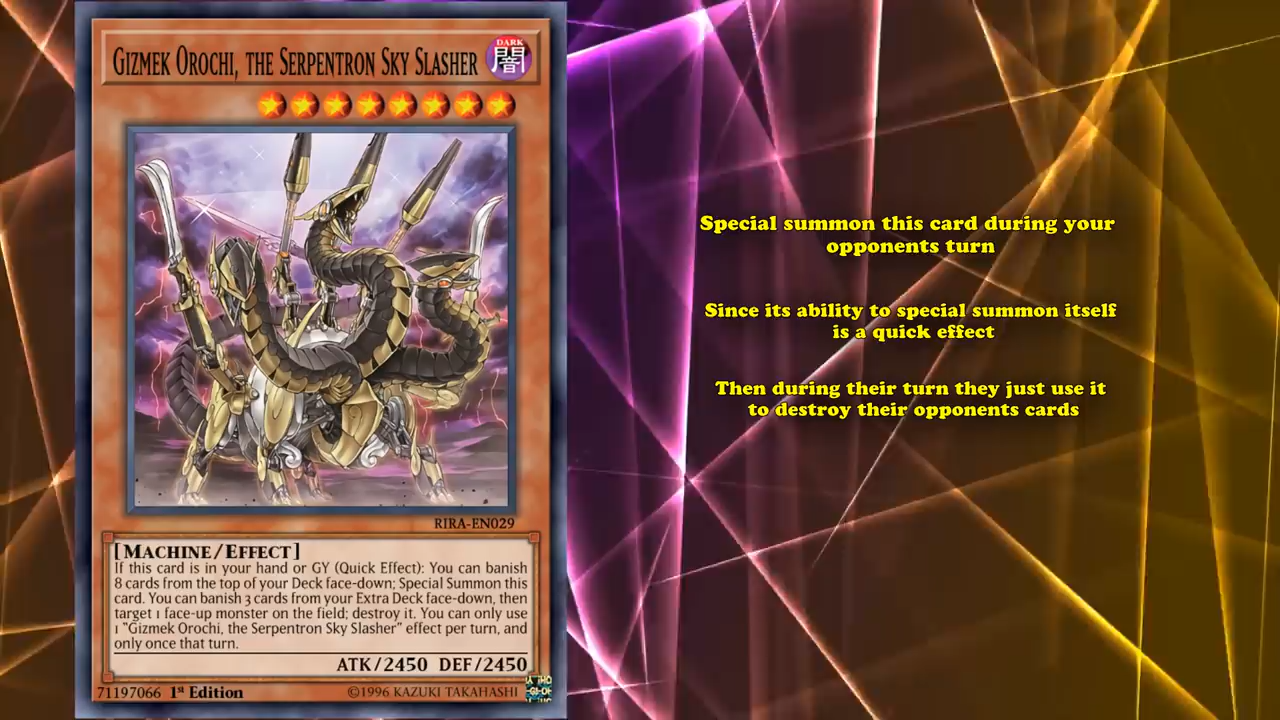 Gizmek Orochi, the Serpentron Sky Slasher
DARK
闇
RIRA-EN029
[Machine/Effect]
If this card is in your hand or GY (Quick Effect): You can banish
8 cards from the top of your Deck face-down; Special Summon this
card. You can banish 3 cards from your Extra Deck face-down, then
target 1 face-up monster on the field; destroy it. You can only use
1 "Gizmek Orochi, the Serpentron Sky Slasher" effect per turn, and
only once that turn.
ATK/2450 DEF/2450
71197066 1st Edition
©1996 KAZUKI TAKAHASHI
Special summon this card during your
opponents turn
Since its ability to special summon itself
is a quick effect
Then during their turn they just use it
to destroy their opponents cards